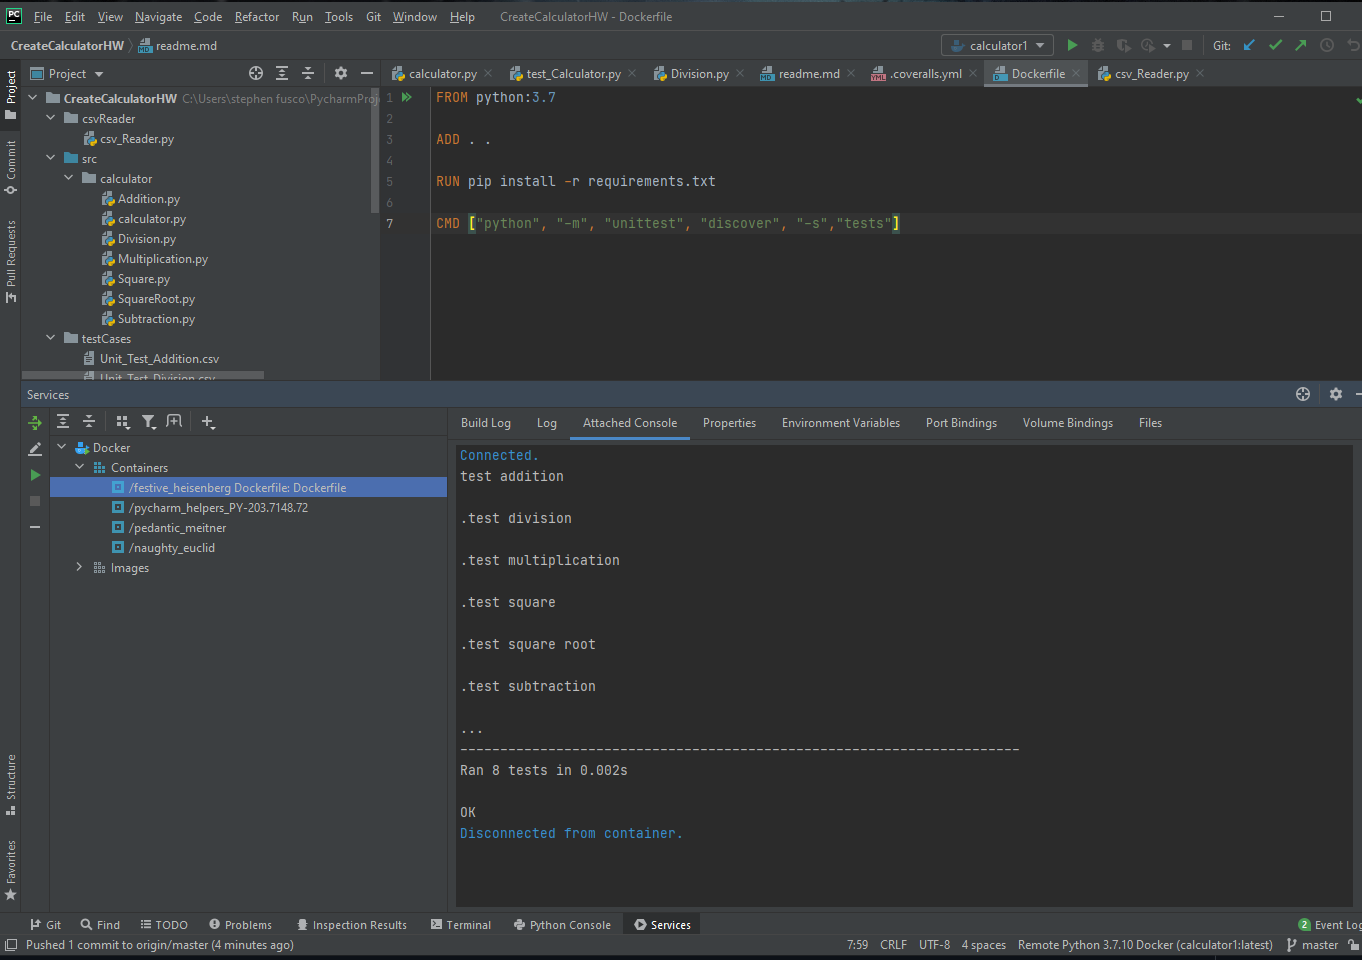 PC File Edit View Navigate Code Refactor Run Tools Git Window Help CreateCalculatorHW - Dockerfile
CreateCalculatorHW readme.md calculator1 Git:
Project calculator.py test_Calculator.py Division.py readme.md .coveralls.yml Dockerfile csv_Reader.py
CreateCalculatorHW C:\Users\stephen fusco\PycharmProj
csvReader
csv_Reader.py
src
calculator
Addition.py
calculator.py
Division.py
Multiplication.py
Square.py
SquareRoot.py
Subtraction.py
testCases
Unit_Test_Addition.csv
Unit_Test_Division.csv
1 FROM python:3.7
2
3 ADD . .
4
5 RUN pip install -r requirements.txt
6
7 CMD ["python", "-m", "unittest", "discover", "-s","tests"]
Project
Commit
Pull Requests
Structure
Favorites
Services
Docker
Containers
/festive_heisenberg Dockerfile: Dockerfile
/pycharm_helpers_PY-203.7148.72
/pedantic_meitner
/naughty_euclid
Images
Build Log Log Attached Console Properties Environment Variables Port Bindings Volume Bindings Files
Connected.
test addition
.test division
.test multiplication
.test square
.test square root
.test subtraction
...
----------------------------------------------------------------------
Ran 8 tests in 0.002s
OK
Disconnected from container.
Git Find TODO Problems Inspection Results Terminal Python Console Services 2 Event Log
Pushed 1 commit to origin/master (4 minutes ago) 7:59 CRLF UTF-8 4 spaces Remote Python 3.7.10 Docker (calculator1:latest) master